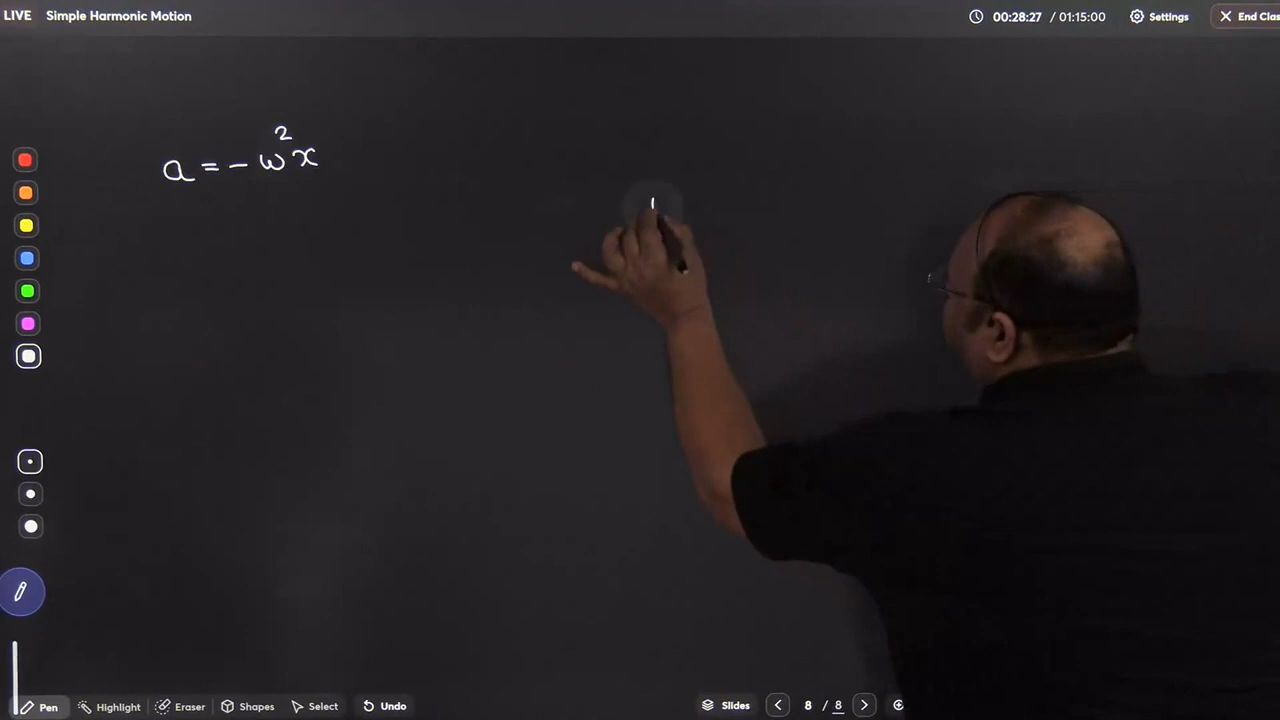 LIVE Simple Harmonic Motion 00:28:27 / 01:15:00 Settings End Clas
a = - ω²x
Pen Highlight Eraser Shapes Select Undo Slides 8 / 8